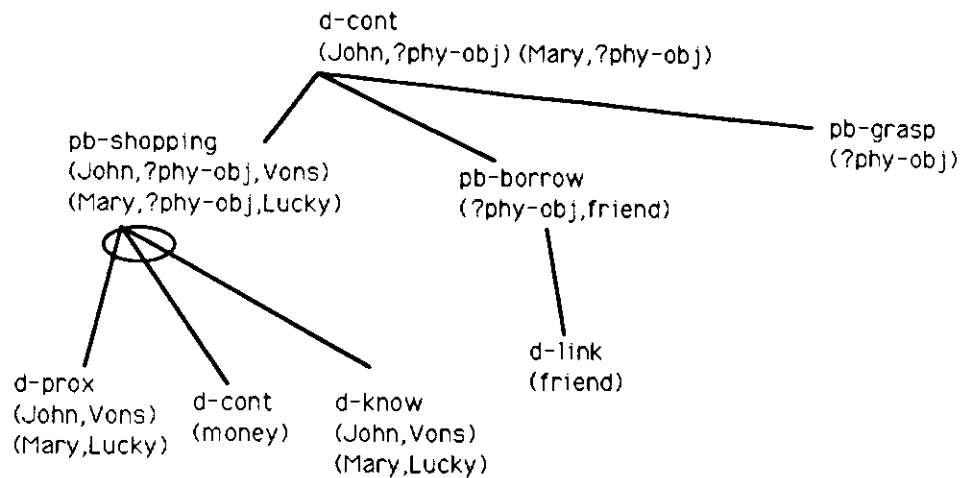 d-cont
(John,?phy-obj) (Mary,?phy-obj)
pb-shopping
(John,?phy-obj,Vons)
(Mary,?phy-obj,Lucky)
pb-borrow
(?phy-obj,friend)
pb-grasp
(?phy-obj)
d-prox
(John,Vons)
(Mary,Lucky)
d-cont
(money)
d-know
(John,Vons)
(Mary,Lucky)
d-link
(friend)